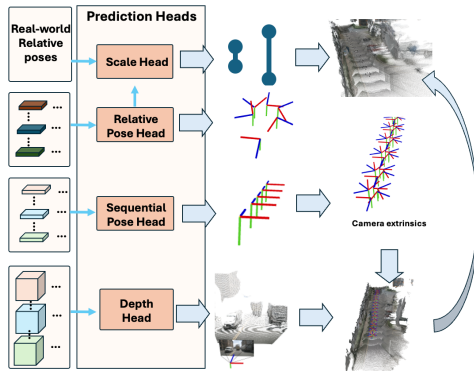 Real-world
Relative
poses
Prediction Heads
Scale Head
...
...
...
Relative
Pose Head
...
...
...
Sequential
Pose Head
Camera extrinsics
...
...
...
Depth
Head